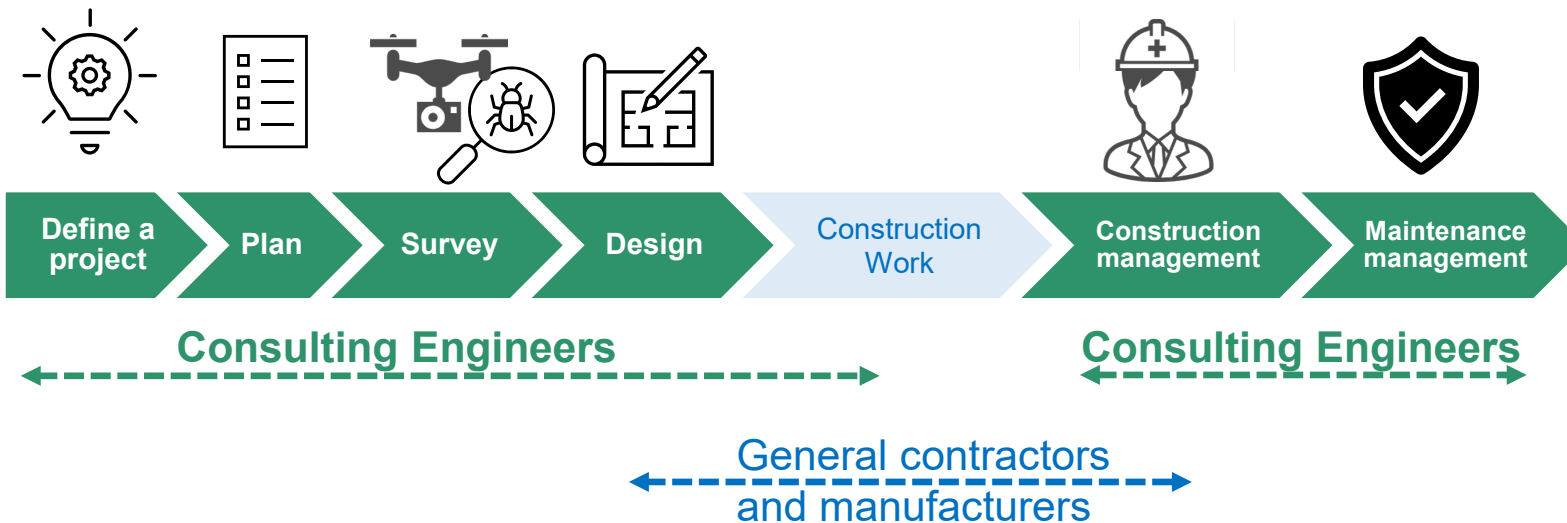 Define a
project
Plan
Survey
Design
Construction
Work
Construction
management
Maintenance
management
Consulting Engineers
Consulting Engineers
General contractors
and manufacturers